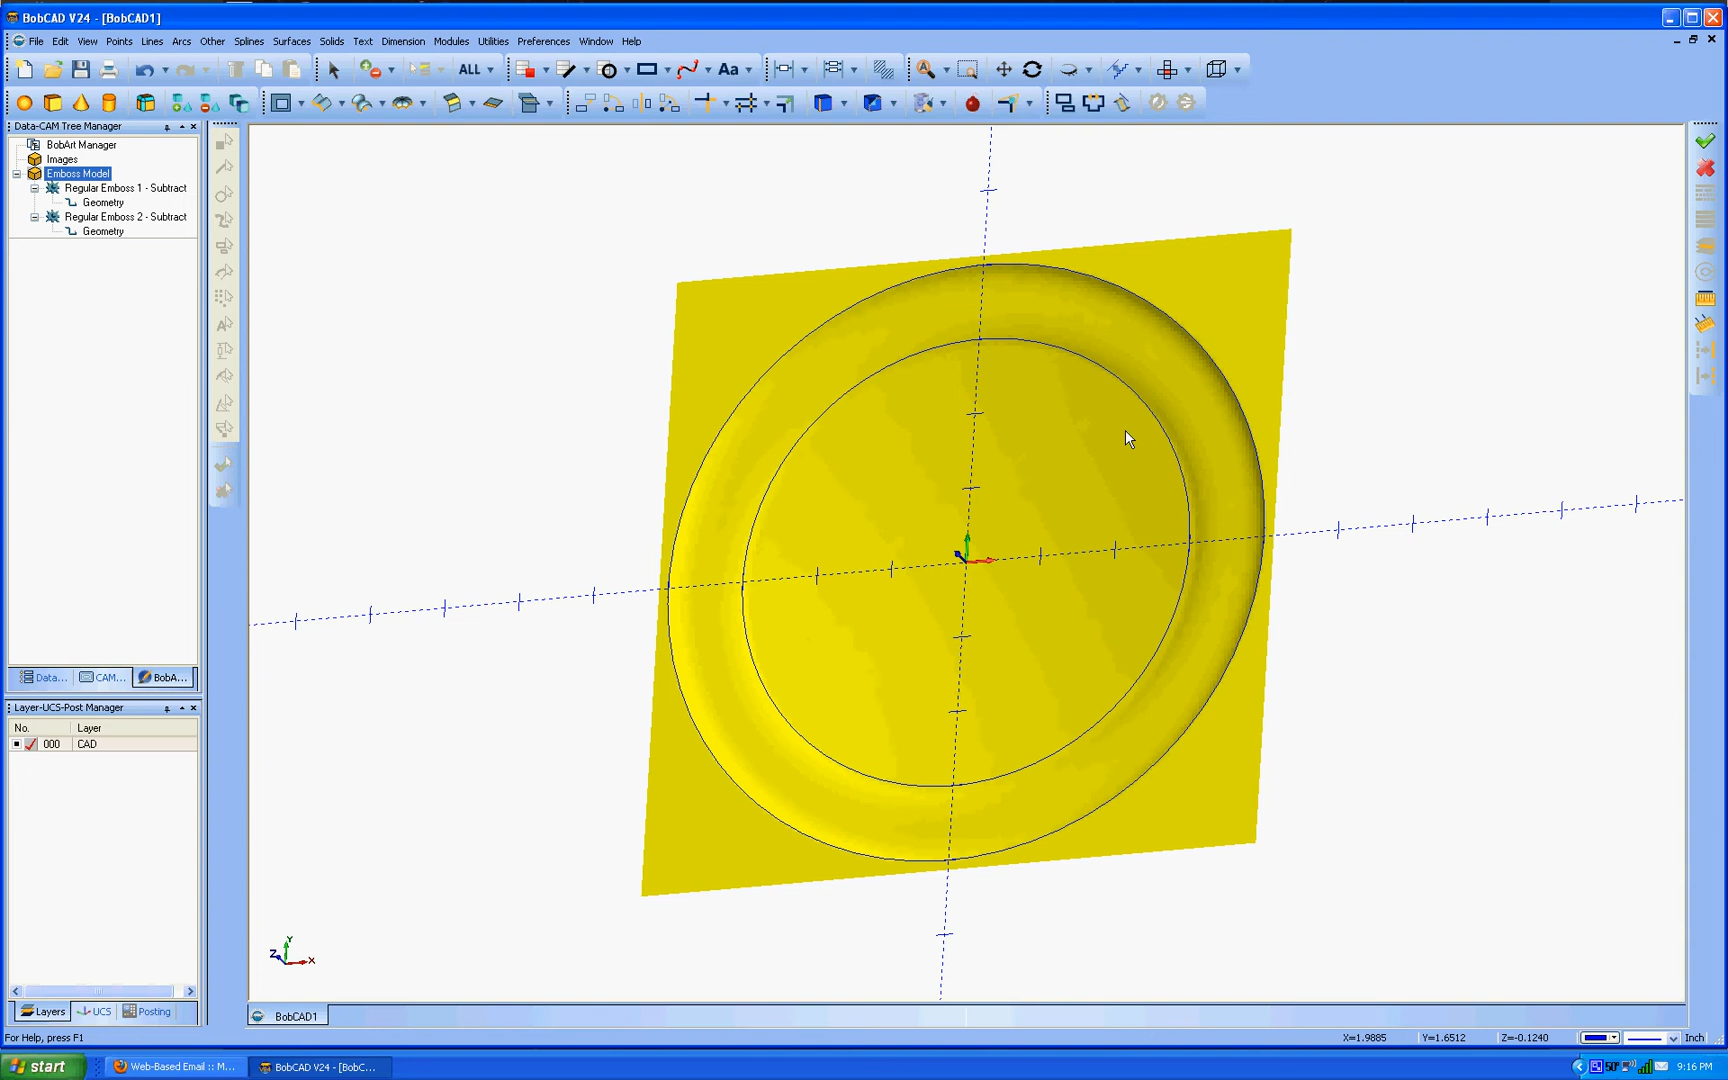 BobCAD V24 - [BobCAD1]
File Edit View Points Lines Arcs Other Splines Surfaces Solids Text Dimension Modules Utilities Preferences Window Help
ALL
Aa
Data-CAM Tree Manager
BobArt Manager
Images
Emboss Model
Regular Emboss 1 - Subtract
Geometry
Regular Emboss 2 - Subtract
Geometry
Data... CAM... BobA...
Layer-UCS-Post Manager
No. Layer
000 CAD
Layers UCS Posting
Y
Z X
BobCAD1
For Help, press F1
X=1.9885 Y=1.6512 Z=-0.1240 Inch
start Web-Based Email :: M... BobCAD V24 - [BobC... 50° 9:16 PM